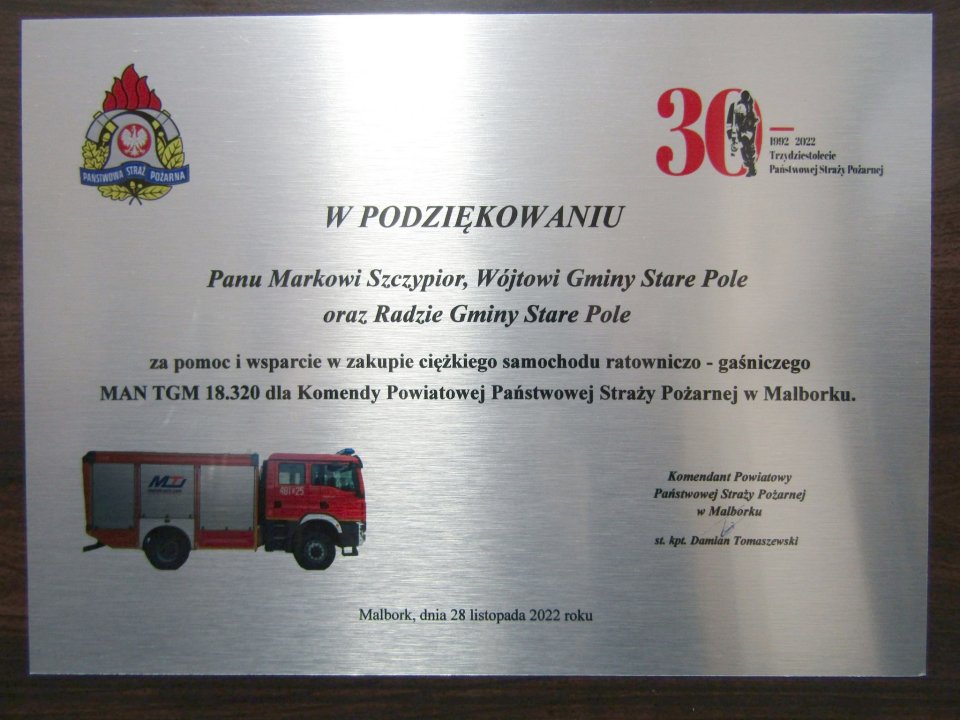 PAŃSTWOWA STRAŻ POŻARNA
30
1992 2022
Trzydziestolecie
Państwowej Straży Pożarnej
W PODZIĘKOWANIU
Panu Markowi Szczypior, Wójtowi Gminy Stare Pole
oraz Radzie Gminy Stare Pole
za pomoc i wsparcie w zakupie ciężkiego samochodu ratowniczo - gaśniczego
MAN TGM 18.320 dla Komendy Powiatowej Państwowej Straży Pożarnej w Malborku.
481 25
Komendant Powiatowy
Państwowej Straży Pożarnej
w Malborku
st. kpt. Damian Tomaszewski
Malbork, dnia 28 listopada 2022 roku